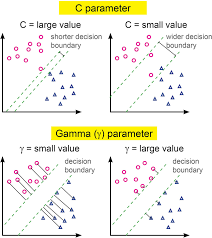 C parameter
C = large value
C = small value
shorter decision
boundary
wider decision
boundary
Gamma (γ) parameter
γ = small value
γ = large value
decision
boundary
decision
boundary